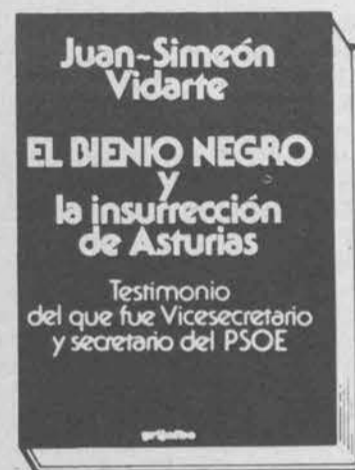 Juan-Simeón
Vidarte
EL BIENIO NEGRO
y
la insurrección
de Asturias
Testimonio
del que fue Vicesecretario
y secretario del PSOE
grijalbo